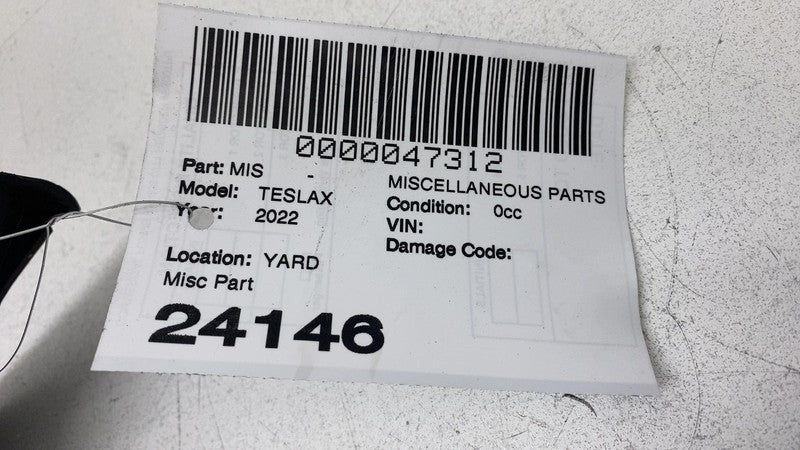 0000047312
Part: MIS - MISCELLANEOUS PARTS
Model: TESLAX Condition: 0cc
Year: 2022 VIN:
Damage Code:
Location: YARD
Misc Part
24146